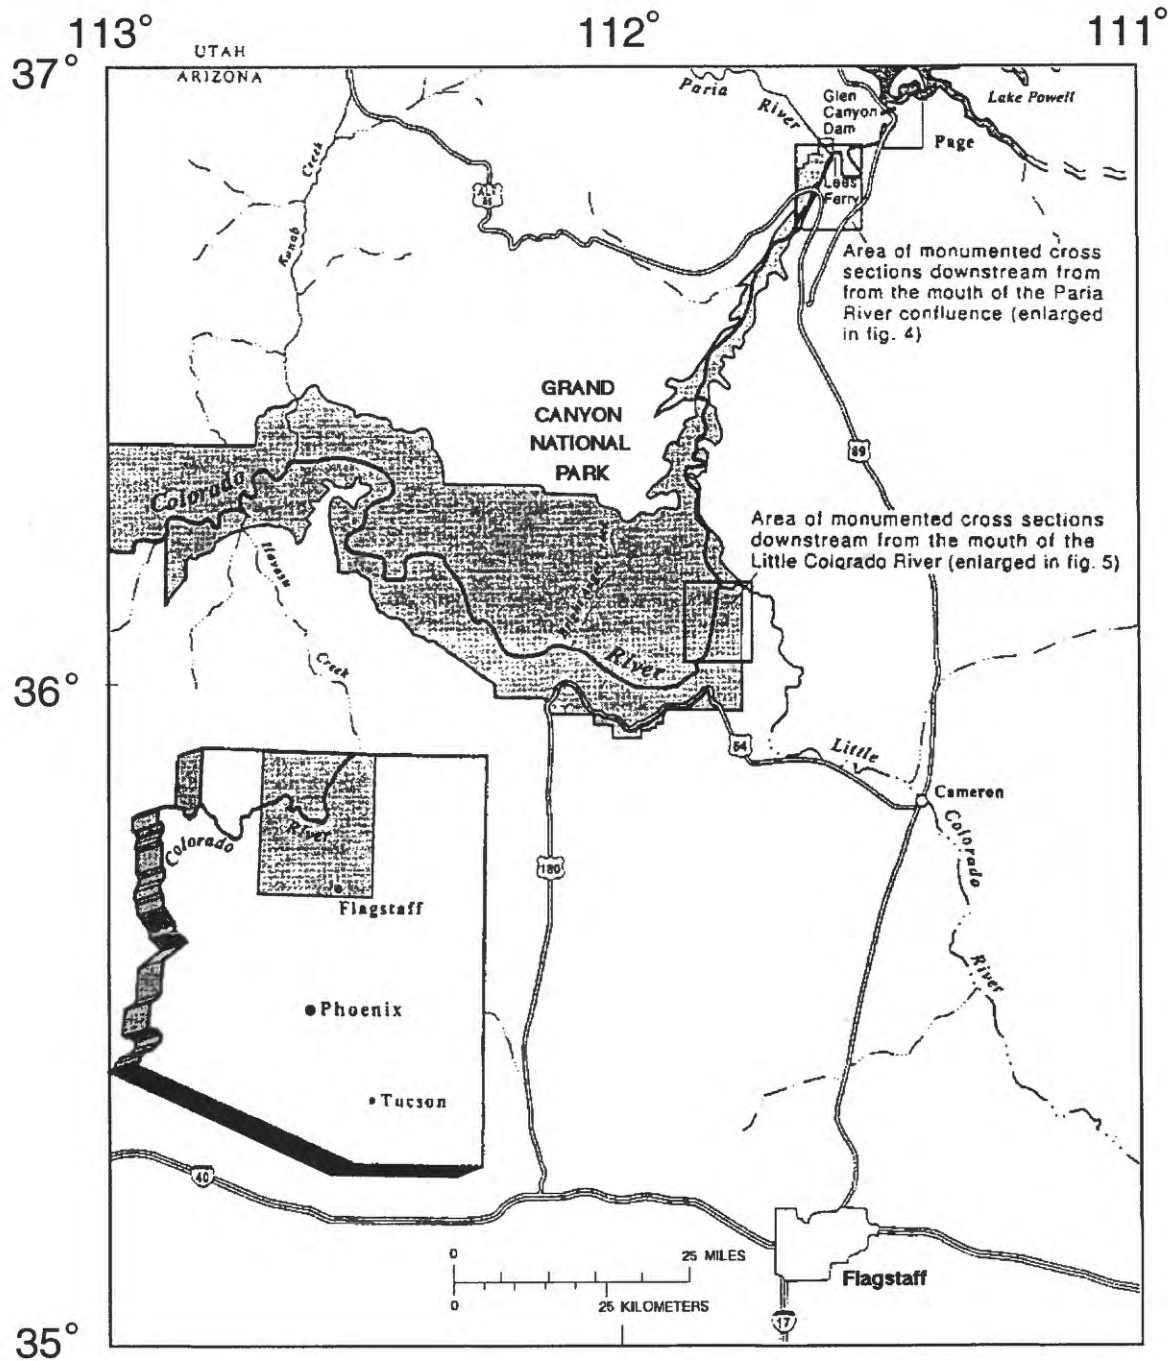 113°
112°
111°
37°
UTAH
ARIZONA
Paria
River
Glen
Canyon
Dam
Lake Powell
Page
Lees
Ferry
Kanab
Creek
ALT
89
Area of monumented cross
sections downstream from
from the mouth of the Paria
River confluence (enlarged
in fig. 4)
GRAND
CANYON
NATIONAL
PARK
89
Colorado
Area of monumented cross sections
downstream from the mouth of the
Little Colorado River (enlarged in fig. 5)
Havasu
Creek
Bright Angel Creek
River
36°
64
Little
Cameron
Colorado
River
180
Colorado
River
Flagstaff
Phoenix
Tucson
40
0
25 MILES
0
25 KILOMETERS
Flagstaff
17
35°